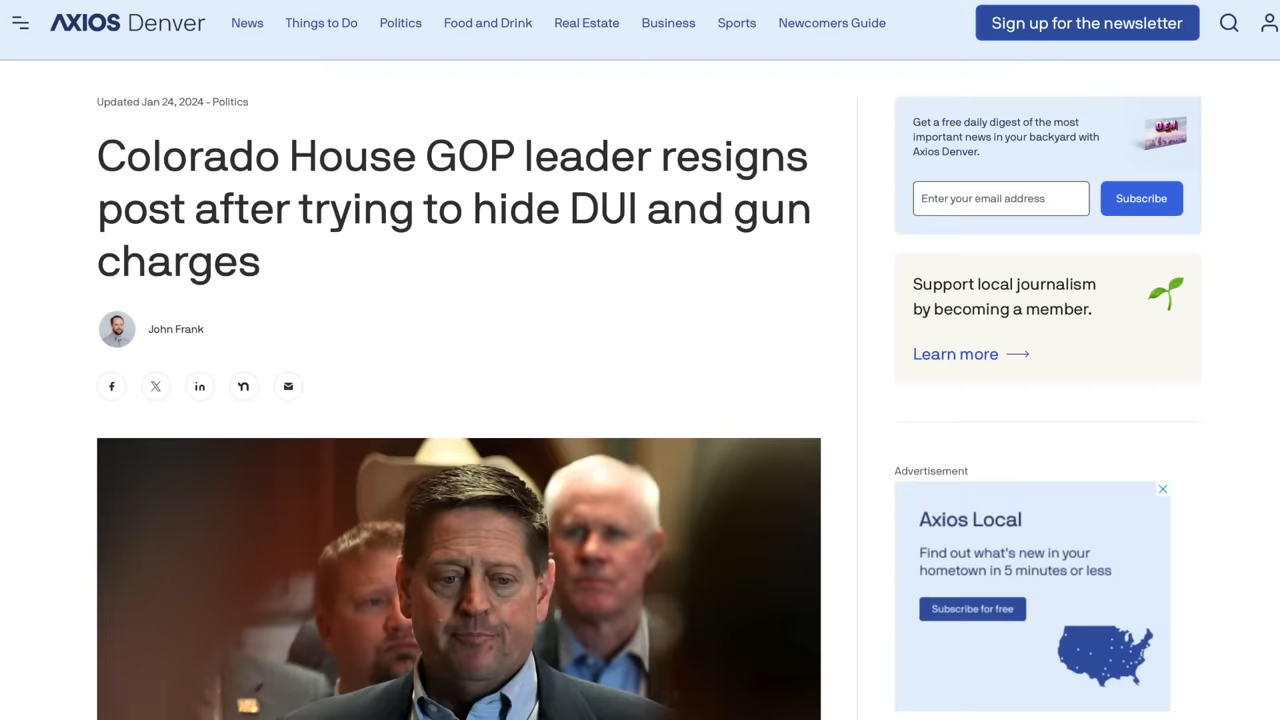 AXIOS Denver
News
Things to Do
Politics
Food and Drink
Real Estate
Business
Sports
Newcomers Guide
Sign up for the newsletter
Updated Jan 24, 2024 - Politics
Colorado House GOP leader resigns
post after trying to hide DUI and gun
charges
John Frank
Get a free daily digest of the most
important news in your backyard with
Axios Denver.
DEN
Enter your email address
Subscribe
Support local journalism
by becoming a member.
Learn more
Advertisement
Axios Local
Find out what's new in your
hometown in 5 minutes or less
Subscribe for free